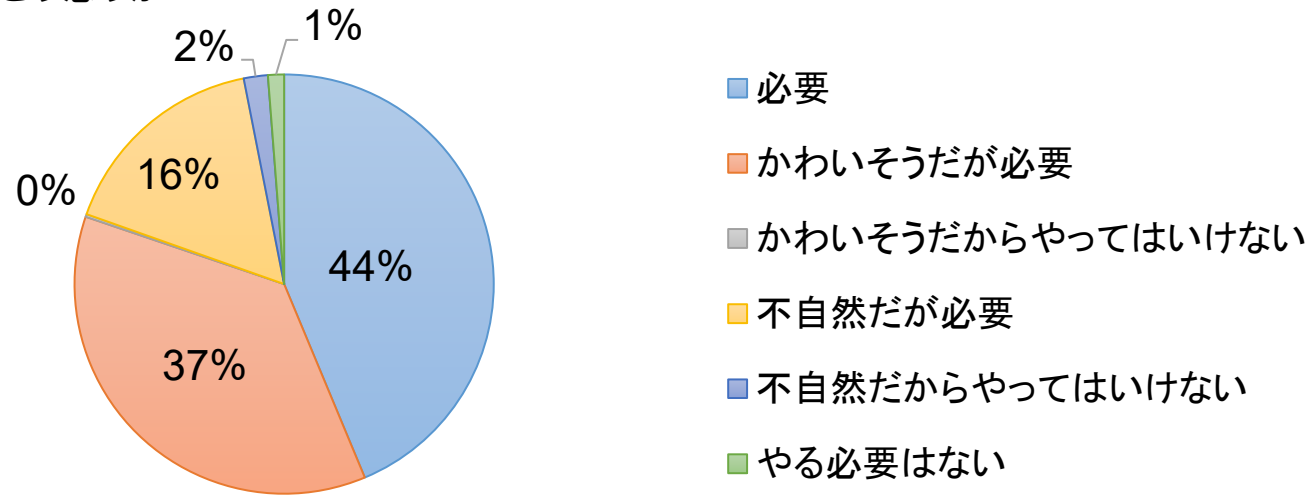 1%
2%
16%
0%
44%
37%
必要
かわいそうだが必要
かわいそうだからやってはいけない
不自然だが必要
不自然だからやってはいけない
やる必要はない